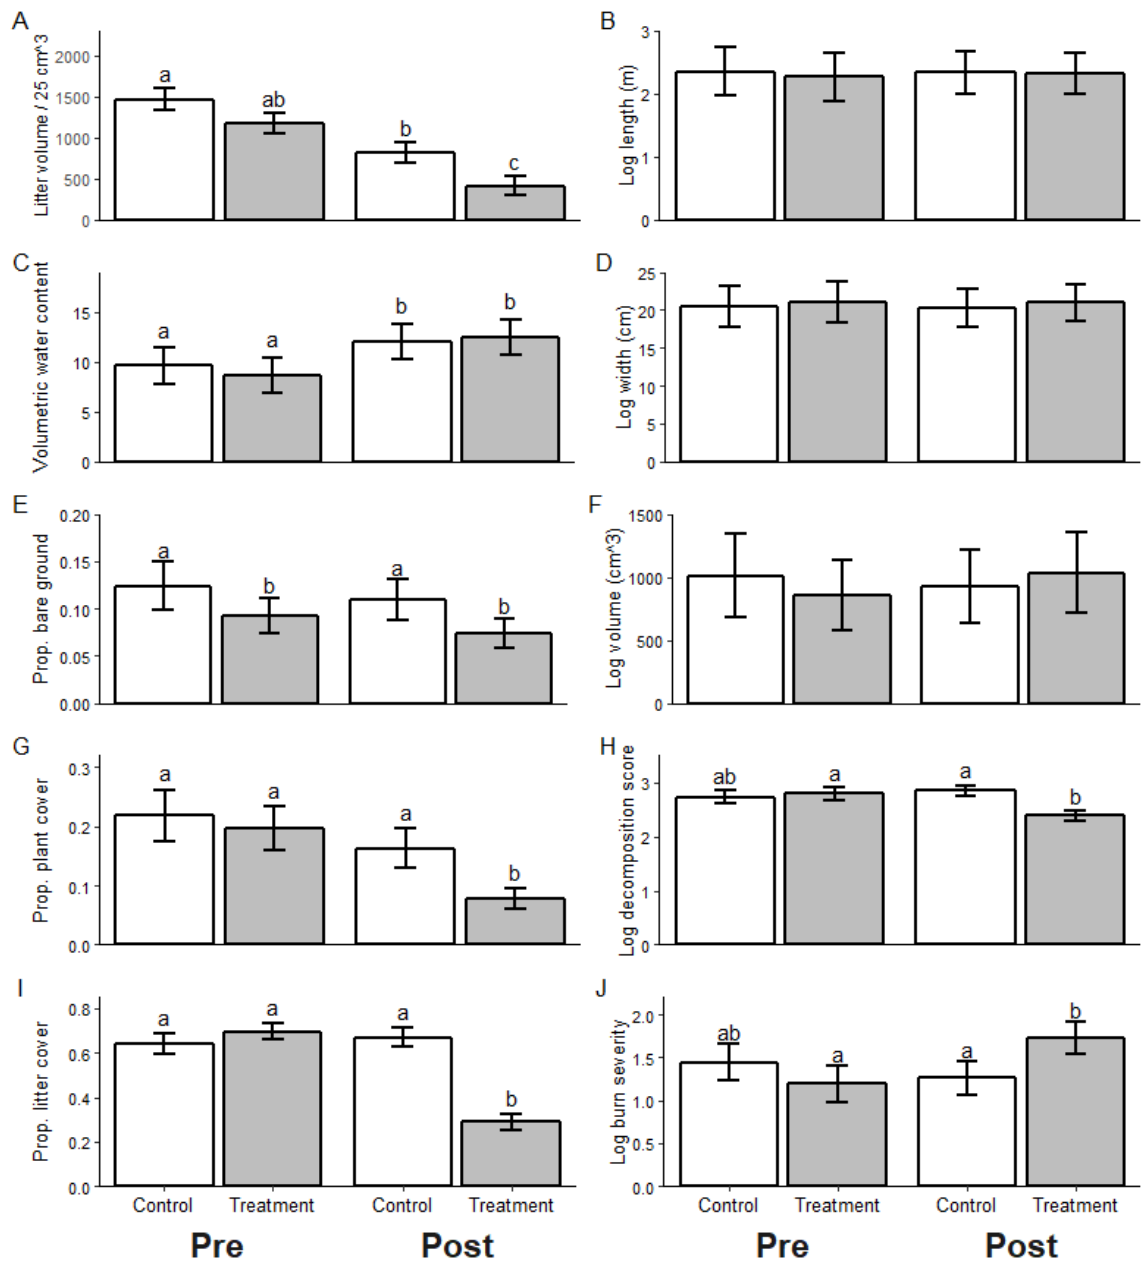 A
Litter volume / 25 cm^3
2000
1500
1000
500
0
a
ab
b
c
B
Log length (m)
3
2
1
0
C
Volumetric water content
15
10
5
0
a
a
b
b
D
Log width (cm)
25
20
15
10
5
0
E
Prop. bare ground
0.20
0.15
0.10
0.05
0.00
a
b
a
b
F
Log volume (cm^3)
1500
1000
500
0
G
Prop. plant cover
0.3
0.2
0.1
0.0
a
a
a
b
H
Log decomposition score
3
2
1
0
ab
a
a
b
I
Prop. litter cover
0.8
0.6
0.4
0.2
0.0
a
a
a
b
J
Log burn severity
2.0
1.5
1.0
0.5
0.0
ab
a
a
b
Control Treatment Control Treatment
Control Treatment Control Treatment
Pre Post
Pre Post